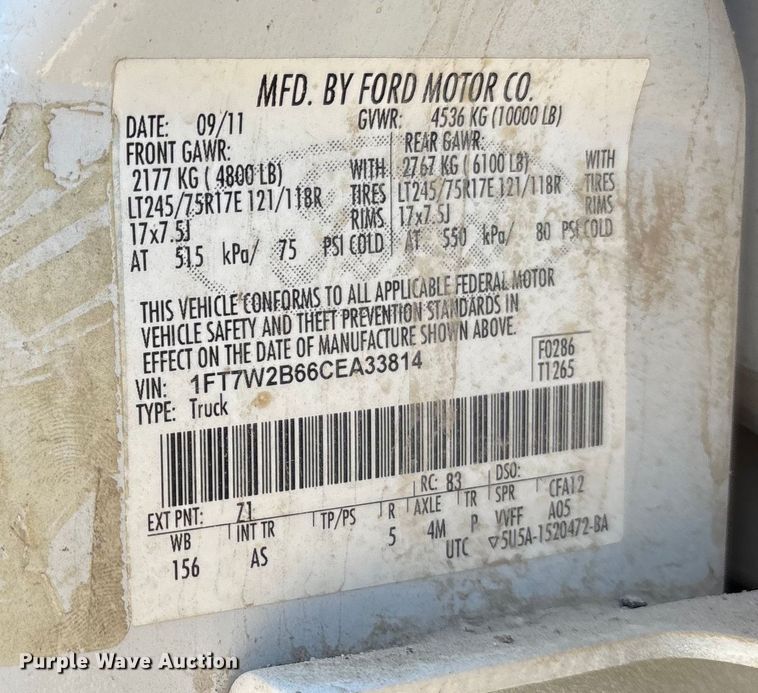 MFD. BY FORD MOTOR CO.
DATE: 09/11 GVWR: 4536 KG (10000 LB)
FRONT GAWR: REAR GAWR:
2177 KG ( 4800 LB) WITH 2767 KG ( 6100 LB) WITH
LT245/75R17E 121/118R TIRES LT245/75R17E 121/118R TIRES
17x7.5J RIMS 17x7.5J RIMS
AT 515 kPa/ 75 PSI COLD AT 550 kPa/ 80 PSI COLD
THIS VEHICLE CONFORMS TO ALL APPLICABLE FEDERAL MOTOR
VEHICLE SAFETY AND THEFT PREVENTION STANDARDS IN
EFFECT ON THE DATE OF MANUFACTURE SHOWN ABOVE.
VIN: 1FT7W2B66CEA33814 F0286
TYPE: Truck T1265
EXT PNT: Z1 RC: 83 DSO:
WB INT TR TP/PS R AXLE TR SPR CFA12
156 AS 5 4M P VVFF A05
UTC ▽5U5A-1520472-BA
Purple Wave Auction